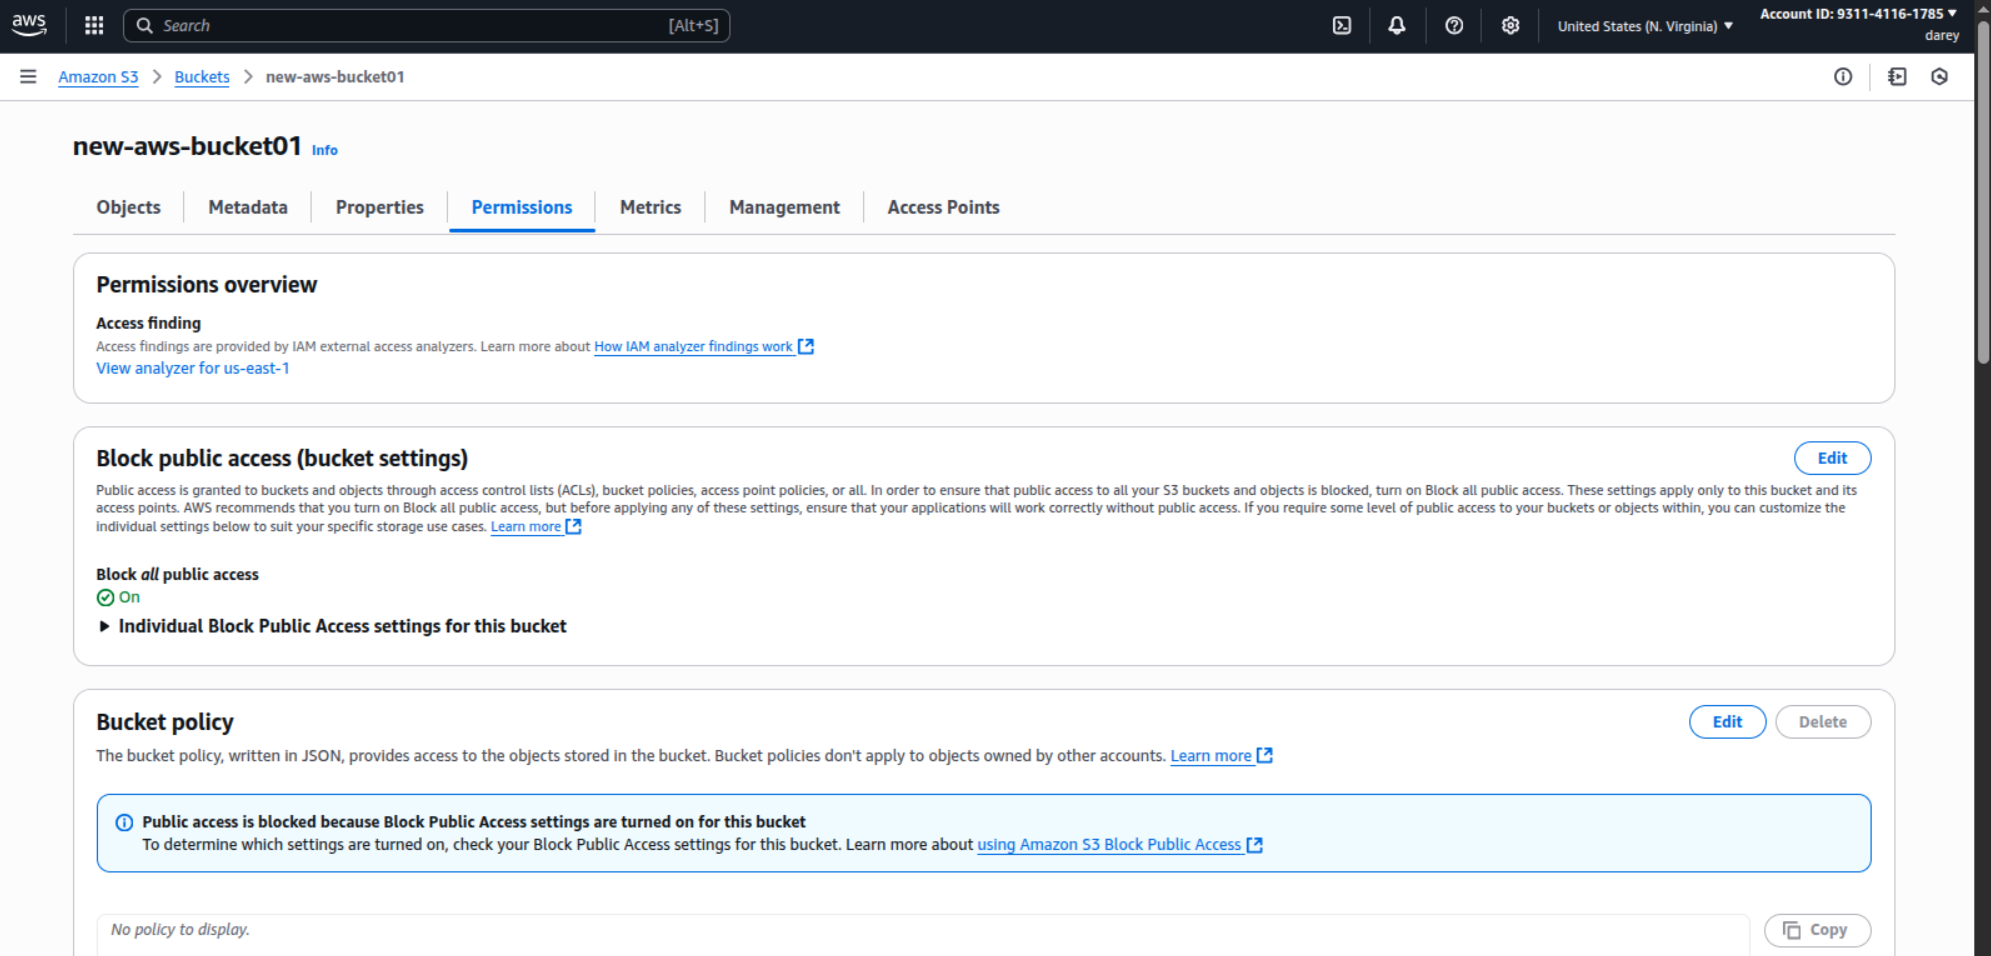 aws
Search [Alt+S]
United States (N. Virginia)
Account ID: 9311-4116-1785
darey
Amazon S3 > Buckets > new-aws-bucket01
new-aws-bucket01 Info
Objects Metadata Properties Permissions Metrics Management Access Points
Permissions overview
Access finding
Access findings are provided by IAM external access analyzers. Learn more about How IAM analyzer findings work
View analyzer for us-east-1
Block public access (bucket settings)
Edit
Public access is granted to buckets and objects through access control lists (ACLs), bucket policies, access point policies, or all. In order to ensure that public access to all your S3 buckets and objects is blocked, turn on Block all public access. These settings apply only to this bucket and its
access points. AWS recommends that you turn on Block all public access, but before applying any of these settings, ensure that your applications will work correctly without public access. If you require some level of public access to your buckets or objects within, you can customize the
individual settings below to suit your specific storage use cases. Learn more
Block all public access
On
Individual Block Public Access settings for this bucket
Bucket policy
Edit Delete
The bucket policy, written in JSON, provides access to the objects stored in the bucket. Bucket policies don't apply to objects owned by other accounts. Learn more
Public access is blocked because Block Public Access settings are turned on for this bucket
To determine which settings are turned on, check your Block Public Access settings for this bucket. Learn more about using Amazon S3 Block Public Access
No policy to display.
Copy